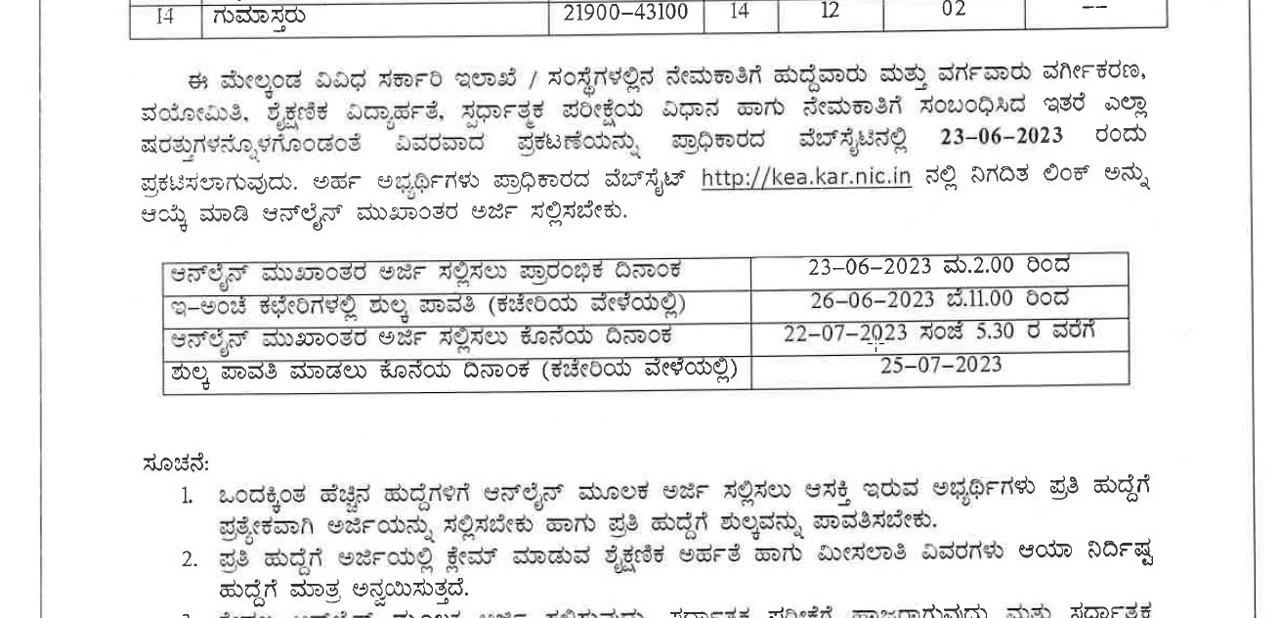 14 ಗುಮಾಸ್ತರು 21900-43100 14 12 02 --
ಈ ಮೇಲ್ಕಂಡ ವಿವಿಧ ಸರ್ಕಾರಿ ಇಲಾಖೆ / ಸಂಸ್ಥೆಗಳಲ್ಲಿನ ನೇಮಕಾತಿಗೆ ಹುದ್ದೆವಾರು ಮತ್ತು ವರ್ಗವಾರು ವರ್ಗೀಕರಣ,
ವಯೋಮಿತಿ, ಶೈಕ್ಷಣಿಕ ವಿದ್ಯಾರ್ಹತೆ, ಸ್ಪರ್ಧಾತ್ಮಕ ಪರೀಕ್ಷೆಯ ವಿಧಾನ ಹಾಗು ನೇಮಕಾತಿಗೆ ಸಂಬಂಧಿಸಿದ ಇತರೆ ಎಲ್ಲಾ
ಷರತ್ತುಗಳನ್ನೊಳಗೊಂಡಂತೆ ವಿವರವಾದ ಪ್ರಕಟಣೆಯನ್ನು ಪ್ರಾಧಿಕಾರದ ವೆಬ್‌ಸೈಟಿನಲ್ಲಿ 23-06-2023 ರಂದು
ಪ್ರಕಟಿಸಲಾಗುವುದು. ಅರ್ಹ ಅಭ್ಯರ್ಥಿಗಳು ಪ್ರಾಧಿಕಾರದ ವೆಬ್‌ಸೈಟ್ http://kea.kar.nic.in ನಲ್ಲಿ ನಿಗದಿತ ಲಿಂಕ್ ಅನ್ನು
ಆಯ್ಕೆ ಮಾಡಿ ಆನ್‌ಲೈನ್ ಮುಖಾಂತರ ಅರ್ಜಿ ಸಲ್ಲಿಸಬೇಕು.
ಆನ್‌ಲೈನ್ ಮುಖಾಂತರ ಅರ್ಜಿ ಸಲ್ಲಿಸಲು ಪ್ರಾರಂಭಿಕ ದಿನಾಂಕ 23-06-2023 ಮ.2.00 ರಿಂದ
ಇ-ಅಂಚೆ ಕಛೇರಿಗಳಲ್ಲಿ ಶುಲ್ಕ ಪಾವತಿ (ಕಚೇರಿಯ ವೇಳೆಯಲ್ಲಿ) 26-06-2023 ಬೆ.11.00 ರಿಂದ
ಆನ್‌ಲೈನ್ ಮುಖಾಂತರ ಅರ್ಜಿ ಸಲ್ಲಿಸಲು ಕೊನೆಯ ದಿನಾಂಕ 22-07-2023 ಸಂಜೆ 5.30 ರ ವರೆಗೆ
ಶುಲ್ಕ ಪಾವತಿ ಮಾಡಲು ಕೊನೆಯ ದಿನಾಂಕ (ಕಚೇರಿಯ ವೇಳೆಯಲ್ಲಿ) 25-07-2023
ಸೂಚನೆ:
1. ಒಂದಕ್ಕಿಂತ ಹೆಚ್ಚಿನ ಹುದ್ದೆಗಳಿಗೆ ಆನ್‌ಲೈನ್ ಮೂಲಕ ಅರ್ಜಿ ಸಲ್ಲಿಸಲು ಆಸಕ್ತಿ ಇರುವ ಅಭ್ಯರ್ಥಿಗಳು ಪ್ರತಿ ಹುದ್ದೆಗೆ
ಪ್ರತ್ಯೇಕವಾಗಿ ಅರ್ಜಿಯನ್ನು ಸಲ್ಲಿಸಬೇಕು ಹಾಗು ಪ್ರತಿ ಹುದ್ದೆಗೆ ಶುಲ್ಕವನ್ನು ಪಾವತಿಸಬೇಕು.
2. ಪ್ರತಿ ಹುದ್ದೆಗೆ ಅರ್ಜಿಯಲ್ಲಿ ಕ್ಲೇಮ್ ಮಾಡುವ ಶೈಕ್ಷಣಿಕ ಅರ್ಹತೆ ಹಾಗು ಮೀಸಲಾತಿ ವಿವರಗಳು ಆಯಾ ನಿರ್ದಿಷ್ಟ
ಹುದ್ದೆಗೆ ಮಾತ್ರ ಅನ್ವಯಿಸುತ್ತದೆ.